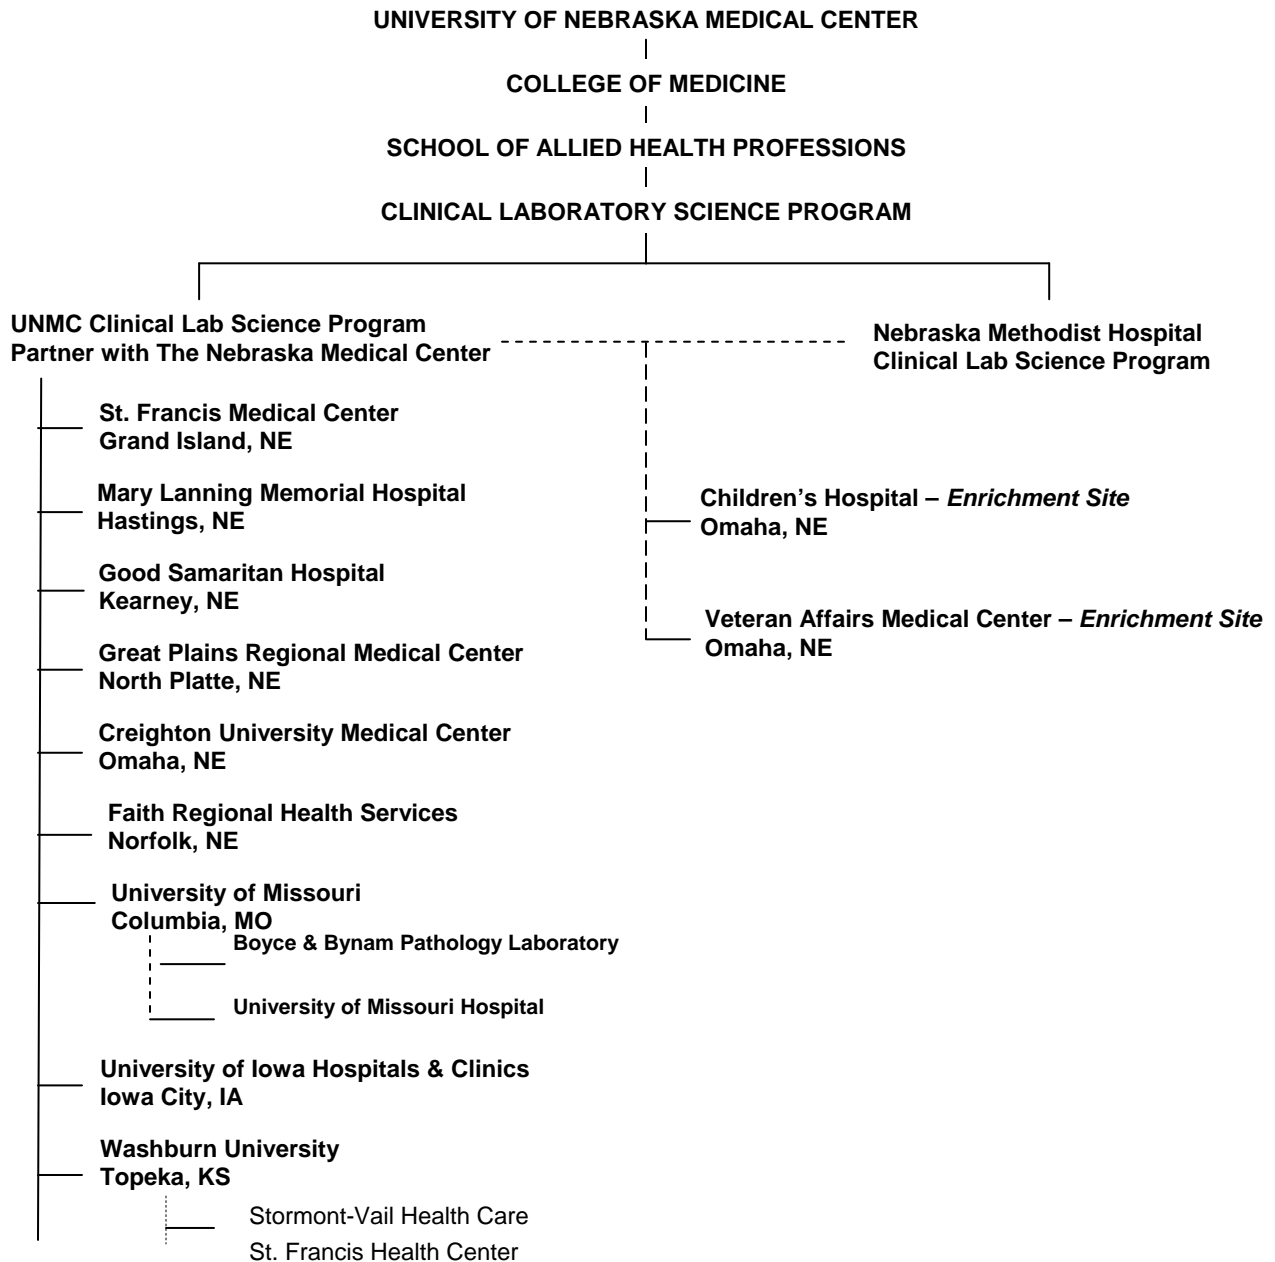 UNIVERSITY OF NEBRASKA MEDICAL CENTER
COLLEGE OF MEDICINE
SCHOOL OF ALLIED HEALTH PROFESSIONS
CLINICAL LABORATORY SCIENCE PROGRAM
UNMC Clinical Lab Science Program
Partner with The Nebraska Medical Center
Nebraska Methodist Hospital
Clinical Lab Science Program
St. Francis Medical Center
Grand Island, NE
Mary Lanning Memorial Hospital
Hastings, NE
Good Samaritan Hospital
Kearney, NE
Great Plains Regional Medical Center
North Platte, NE
Creighton University Medical Center
Omaha, NE
Faith Regional Health Services
Norfolk, NE
University of Missouri
Columbia, MO
Boyce & Bynam Pathology Laboratory
University of Missouri Hospital
University of Iowa Hospitals & Clinics
Iowa City, IA
Washburn University
Topeka, KS
Stormont-Vail Health Care
St. Francis Health Center
Children's Hospital – Enrichment Site
Omaha, NE
Veteran Affairs Medical Center – Enrichment Site
Omaha, NE